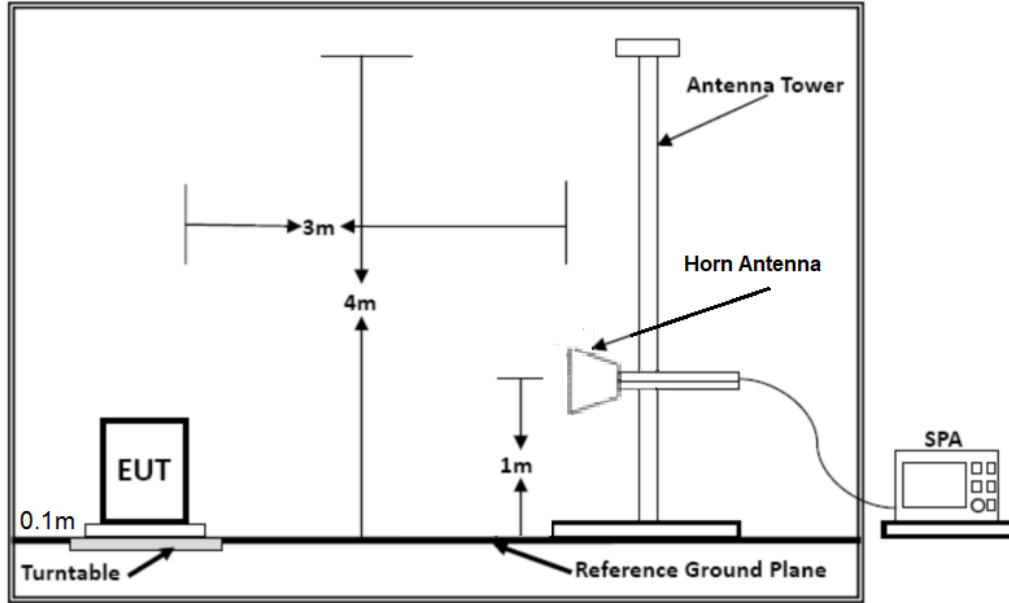 Antenna Tower
3m
Horn Antenna
4m
SPA
EUT
1m
0.1m
Turntable
Reference Ground Plane